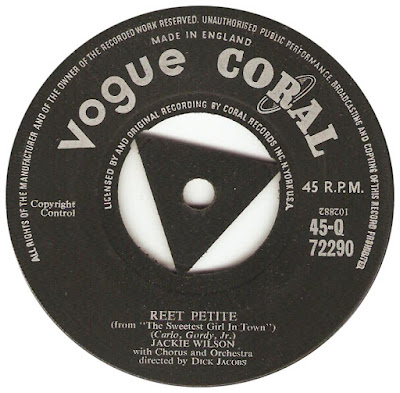 ALL RIGHTS OF THE MANUFACTURER AND OF THE OWNER OF THE RECORDED WORK RESERVED. UNAUTHORISED PUBLIC PERFORMANCE, BROADCASTING AND COPYING OF THIS RECORD PROHIBITED
MADE IN ENGLAND
Vogue CORAL
LICENSED BY AND ORIGINAL RECORDING BY CORAL RECORDS INC. N.YORK U.S.A.
45 R.P.M.
Copyright
Control
102882
45-Q
72290
REET PETITE
(from "The Sweetest Girl In Town")
(Carlo, Gordy, Jr.)
JACKIE WILSON
with Chorus and Orchestra
directed by DICK JACOBS